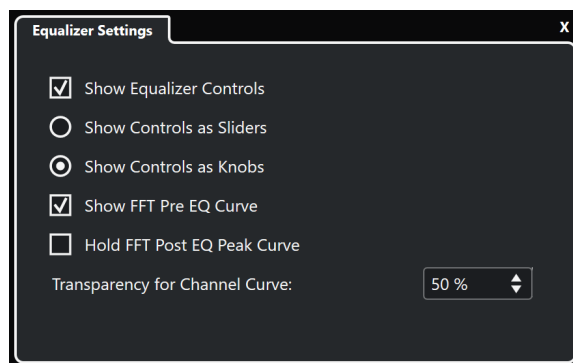 Equalizer Settings X
Show Equalizer Controls
Show Controls as Sliders
Show Controls as Knobs
Show FFT Pre EQ Curve
Hold FFT Post EQ Peak Curve
Transparency for Channel Curve: 50 %